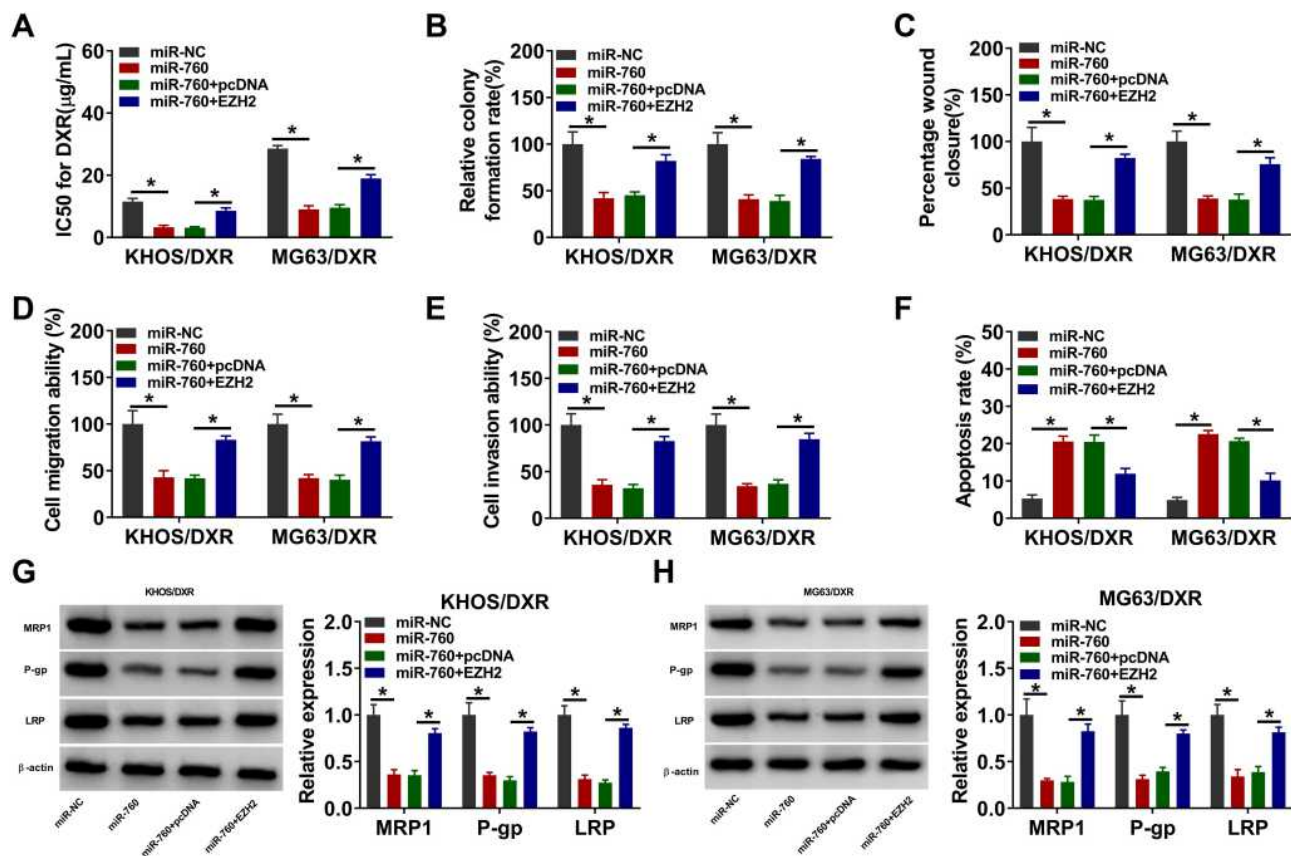 A
60
40
20
0
IC50 for DXR(μg/mL)
miR-NC
miR-760
miR-760+pcDNA
miR-760+EZH2
*
*
*
*
KHOS/DXR
MG63/DXR
B
200
150
100
50
0
Relative colony
formation rate(%)
miR-NC
miR-760
miR-760+pcDNA
miR-760+EZH2
*
*
*
*
KHOS/DXR
MG63/DXR
C
200
150
100
50
0
Percentage wound
closure(%)
miR-NC
miR-760
miR-760+pcDNA
miR-760+EZH2
*
*
*
*
KHOS/DXR
MG63/DXR
D
200
150
100
50
0
Cell migration ability (%)
miR-NC
miR-760
miR-760+pcDNA
miR-760+EZH2
*
*
*
*
KHOS/DXR
MG63/DXR
E
200
150
100
50
0
Cell invasion ability (%)
miR-NC
miR-760
miR-760+pcDNA
miR-760+EZH2
*
*
*
*
KHOS/DXR
MG63/DXR
F
50
40
30
20
10
0
Apoptosis rate (%)
miR-NC
miR-760
miR-760+pcDNA
miR-760+EZH2
*
*
*
*
KHOS/DXR
MG63/DXR
G
KHOS/DXR
MRP1
P-gp
LRP
β-actin
miR-NC
miR-760
miR-760+pcDNA
miR-760+EZH2
KHOS/DXR
2.0
1.5
1.0
0.5
0.0
Relative expression
miR-NC
miR-760
miR-760+pcDNA
miR-760+EZH2
*
*
*
*
*
*
MRP1
P-gp
LRP
H
MG63/DXR
MRP1
P-gp
LRP
β-actin
miR-NC
miR-760
miR-760+pcDNA
miR-760+EZH2
MG63/DXR
2.0
1.5
1.0
0.5
0.0
Relative expression
miR-NC
miR-760
miR-760+pcDNA
miR-760+EZH2
*
*
*
*
*
*
MRP1
P-gp
LRP